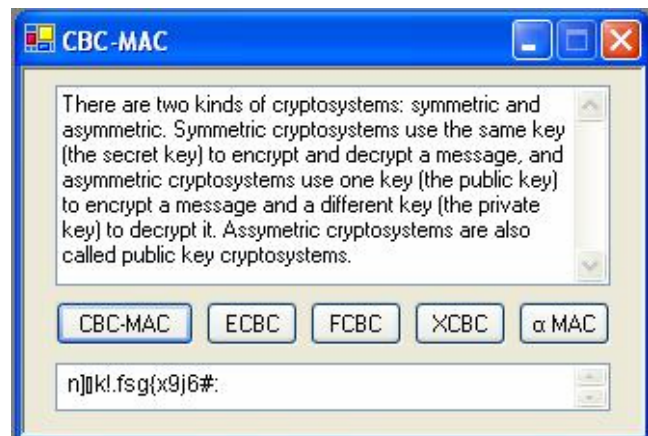 CBC-MAC
There are two kinds of cryptosystems: symmetric and
asymmetric. Symmetric cryptosystems use the same key
(the secret key) to encrypt and decrypt a message, and
asymmetric cryptosystems use one key (the public key)
to encrypt a message and a different key (the private
key) to decrypt it. Assymetric cryptosystems are also
called public key cryptosystems.
CBC-MAC ECBC FCBC XCBC α MAC
n]▯k!.fsg{x9j6#: